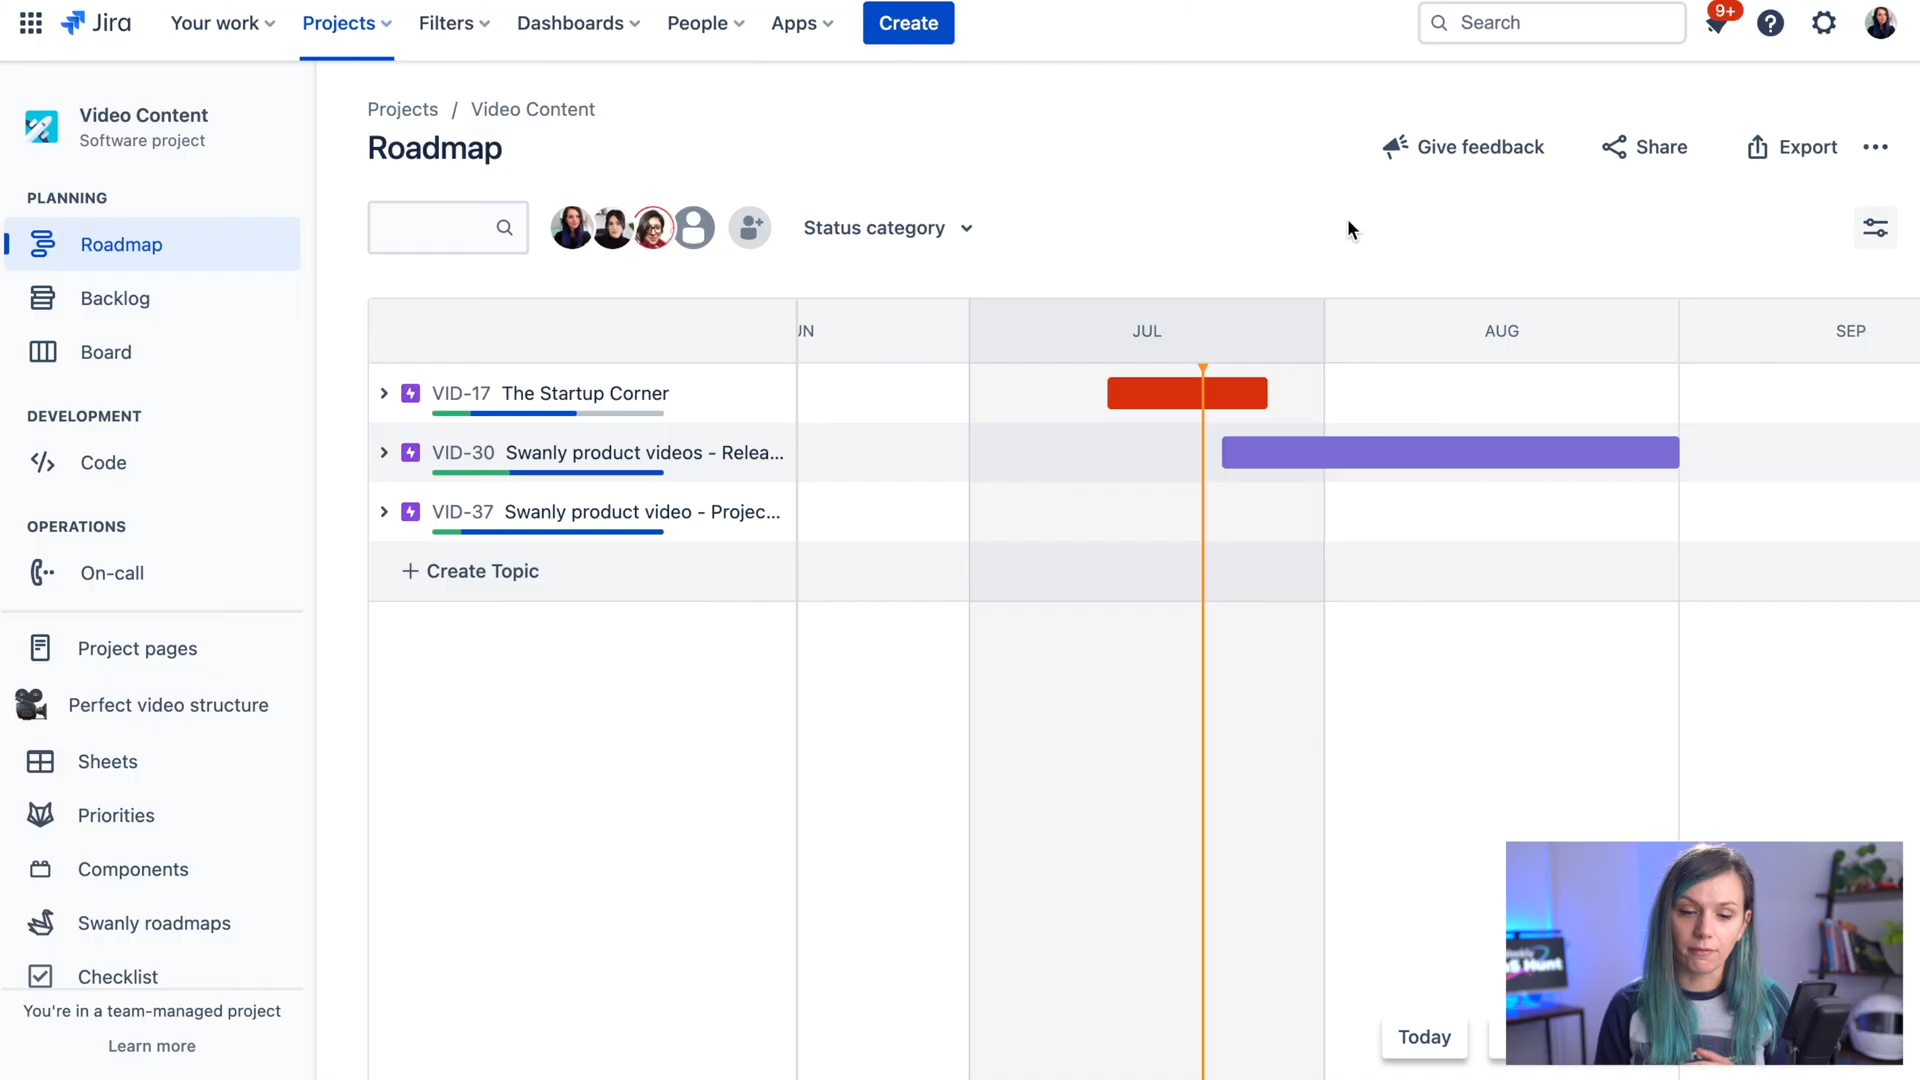 Jira
Your work
Projects
Filters
Dashboards
People
Apps
Create
Search
9+
Video Content
Software project
PLANNING
Roadmap
Backlog
Board
DEVELOPMENT
Code
OPERATIONS
On-call
Project pages
Perfect video structure
Sheets
Priorities
Components
Swanly roadmaps
Checklist
You're in a team-managed project
Learn more
Projects / Video Content
Roadmap
Give feedback
Share
Export
Status category
JUL
AUG
SEP
VID-17 The Startup Corner
VID-30 Swanly product videos - Relea...
VID-37 Swanly product video - Projec...
+ Create Topic
Today
Hunt